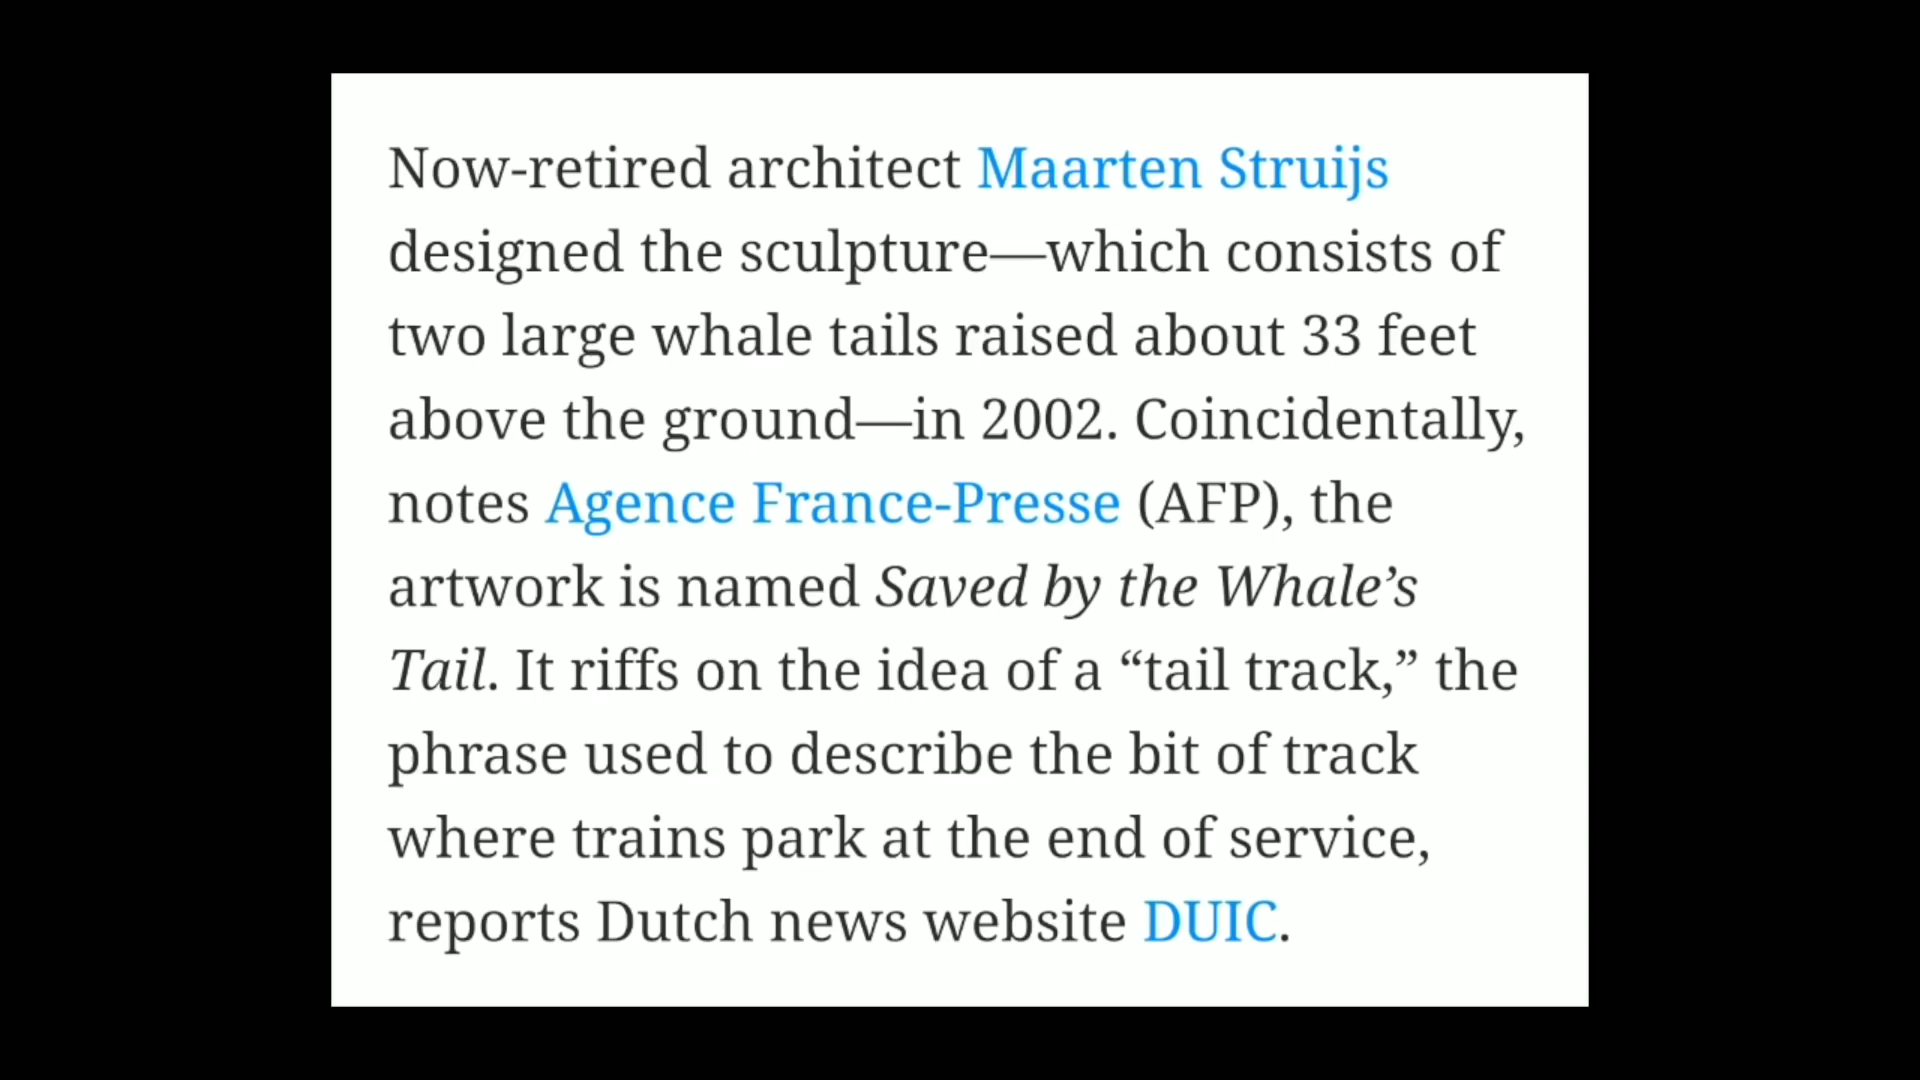 Now-retired architect Maarten Struijs
designed the sculpture—which consists of
two large whale tails raised about 33 feet
above the ground—in 2002. Coincidentally,
notes Agence France-Presse (AFP), the
artwork is named Saved by the Whale’s
Tail. It riffs on the idea of a “tail track,” the
phrase used to describe the bit of track
where trains park at the end of service,
reports Dutch news website DUIC.